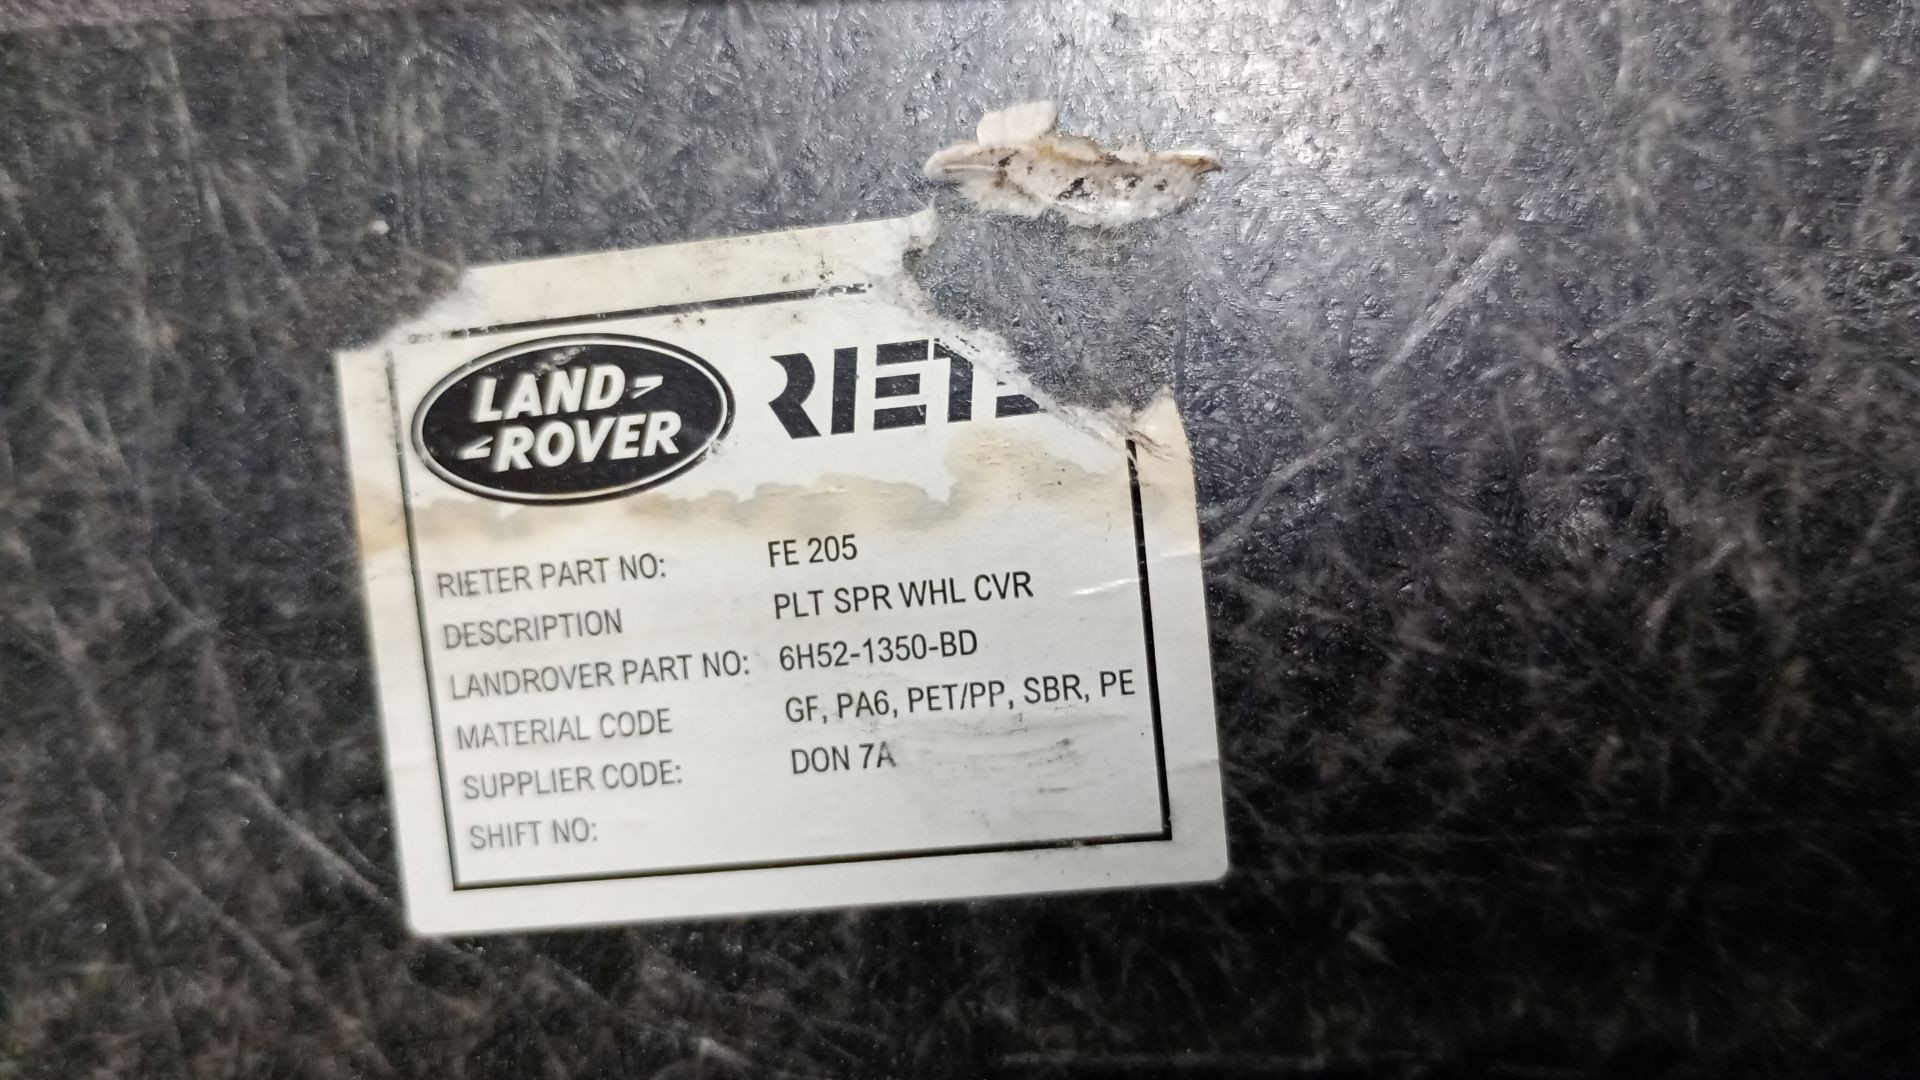 LAND
ROVER
RIETE
RIETER PART NO: FE 205
DESCRIPTION PLT SPR WHL CVR
LANDROVER PART NO: 6H52-1350-BD
MATERIAL CODE GF, PA6, PET/PP, SBR, PE
SUPPLIER CODE: DON 7A
SHIFT NO: